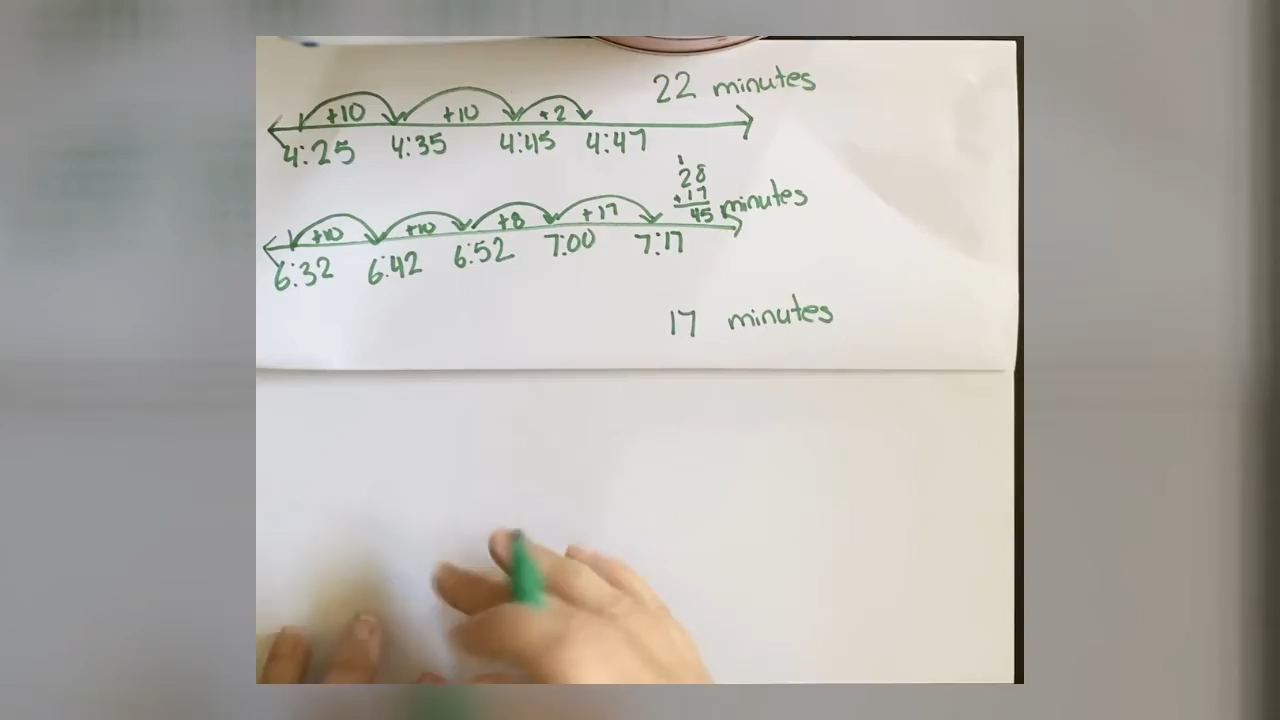 22 minutes
+10 +10 +2
4:25 4:35 4:45 4:47
1
28
+17
45 minutes
+10 +10 +8 +17
6:32 6:42 6:52 7:00 7:17
17 minutes